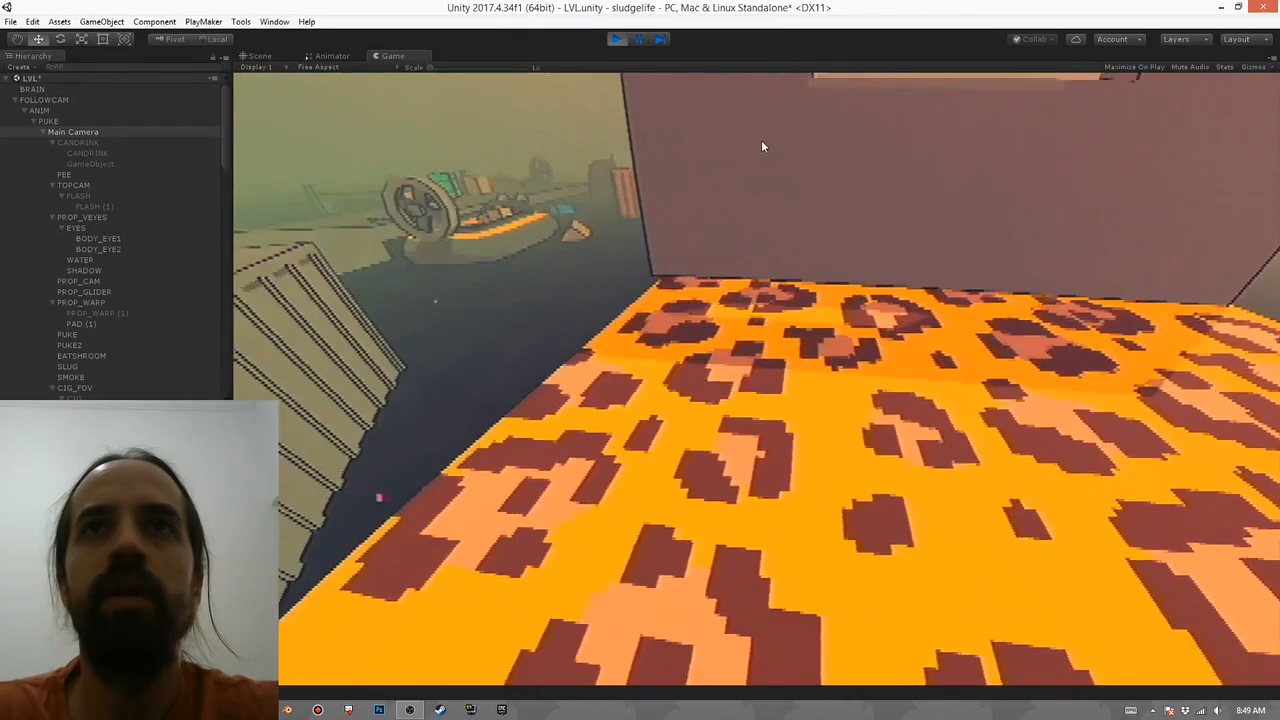 Unity 2017.4.34f1 (64bit) - LVL.unity - sludgelife - PC, Mac & Linux Standalone* <DX11>
File Edit Assets GameObject Component PlayMaker Tools Window Help
Pivot Local Collab Account Layers Layout
Hierarchy Scene Animator Game
Create All Display 1 Free Aspect Scale 1x Maximize On Play Mute Audio Stats Gizmos
LVL*
BRAIN
FOLLOWCAM
ANIM
PUKE
Main Camera
CANDRINK
CANDRINK
GameObject
PEE
TOPCAM
FLASH
FLASH (1)
PROP_VEYES
EYES
BODY_EYE1
BODY_EYE2
WATER
SHADOW
PROP_CAM
PROP_GLIDER
PROP_WARP
PROP_WARP (1)
PAD (1)
PUKE
PUKE2
EATSHROOM
SLUG
SMOKE
CIG_FOV
CIG
8:49 AM